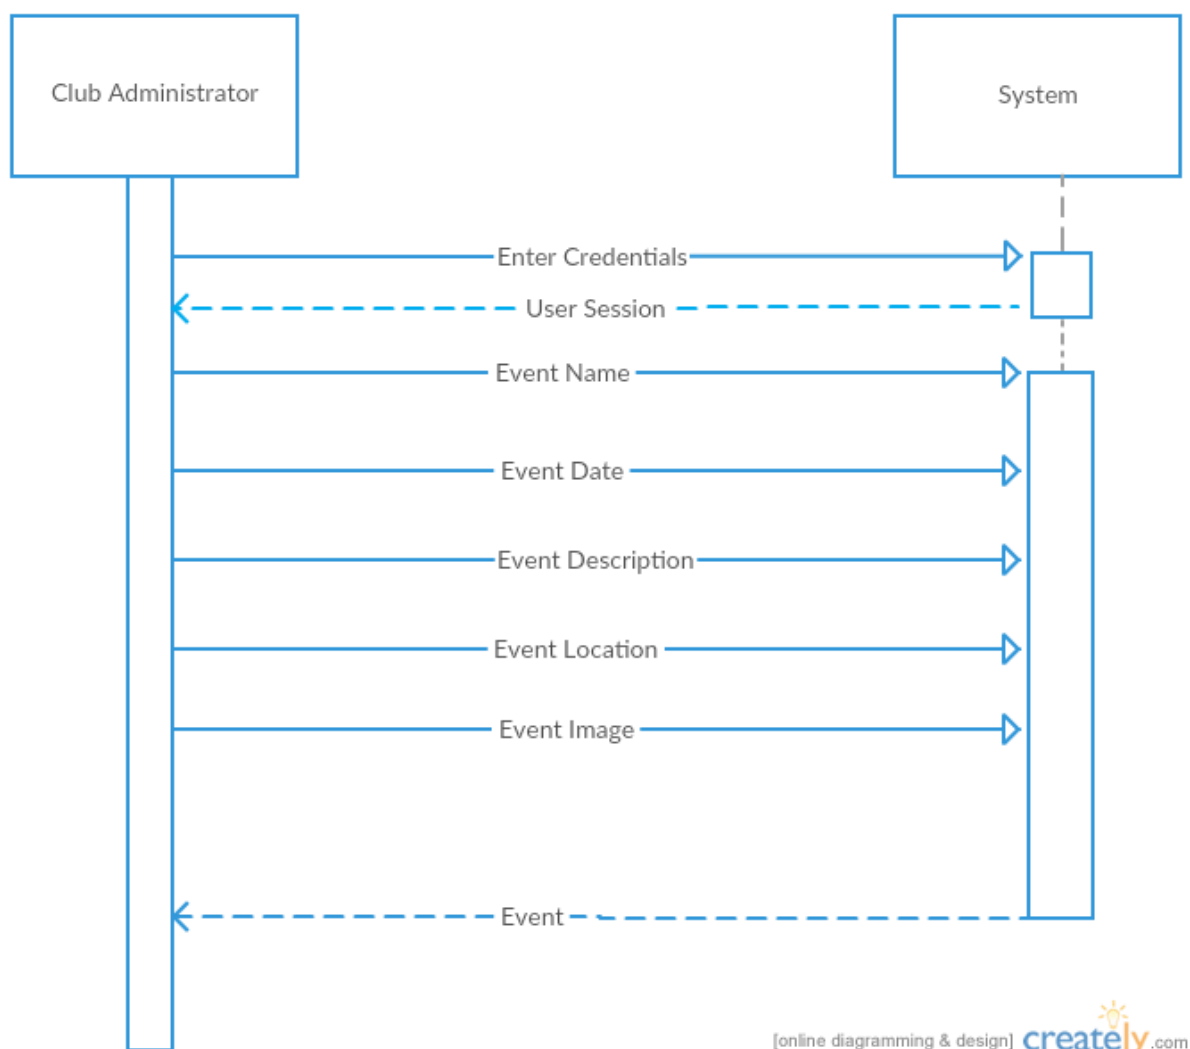 Club Administrator
System
Enter Credentials
User Session
Event Name
Event Date
Event Description
Event Location
Event Image
Event
[online diagramming & design] creately.com